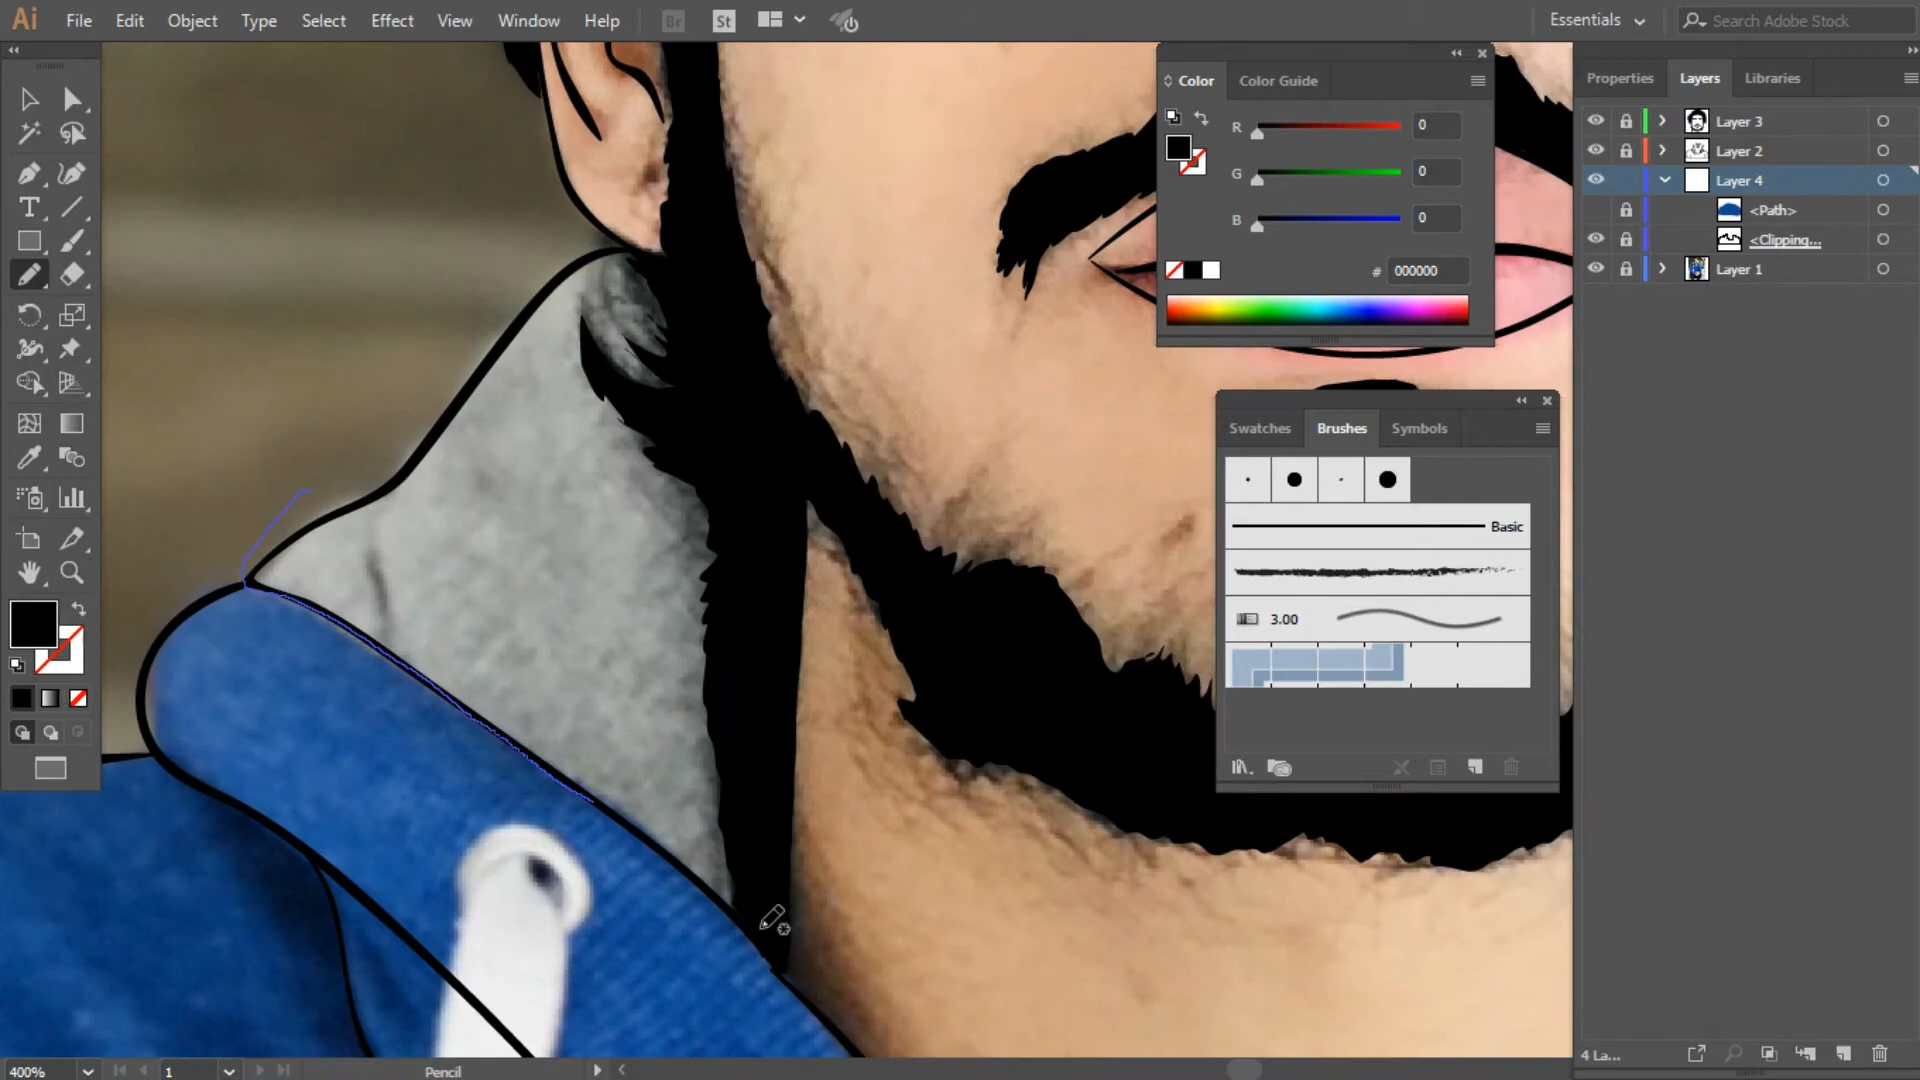 Ai File Edit Object Type Select Effect View Window Help Br St Essentials Search Adobe Stock
Color Color Guide
R 0
G 0
B 0
# 000000
Swatches Brushes Symbols
Basic
3.00
Properties Layers Libraries
Layer 3
Layer 2
Layer 4
<Path>
<Clipping...
Layer 1
4 La...
T
400% 1 Pencil